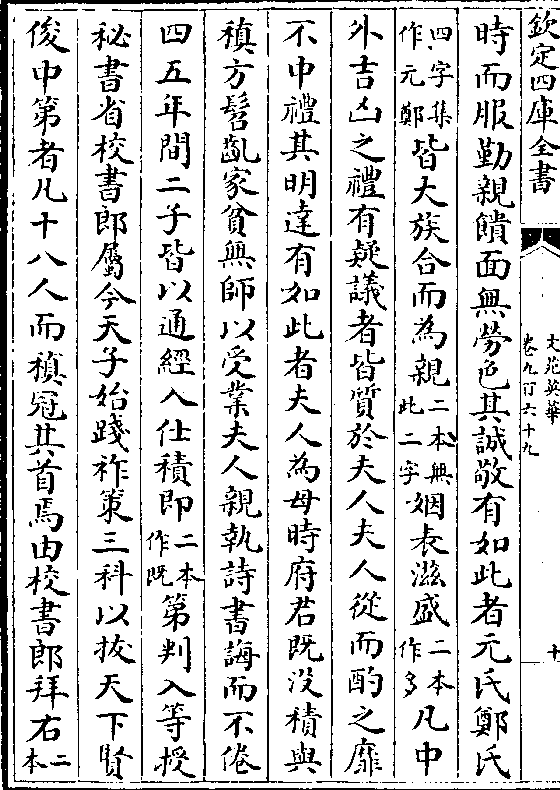 欽定四庫全書
文苑英華
卷九百六十九
十
時而服勤親饋面無勞色其誠敬有如此者元氏鄭氏
四字集作元鄭皆大族合而為親二本無此二字姻表滋盛二本作多凡中
外吉凶之禮有疑議者皆質於夫人夫人從而酌之靡
不中禮其明達有如此者夫人為母時府君既没積與
稹方髫齔家貧無師以受業夫人親執詩書誨而不倦
四五年間二子皆以通經入仕積即二本作既第判入等授
秘書省校書郎屬今天子始踐祚策三科以拔天下賢
俊中第者凡十八人而稹冠其首焉由校書郎拜右二本